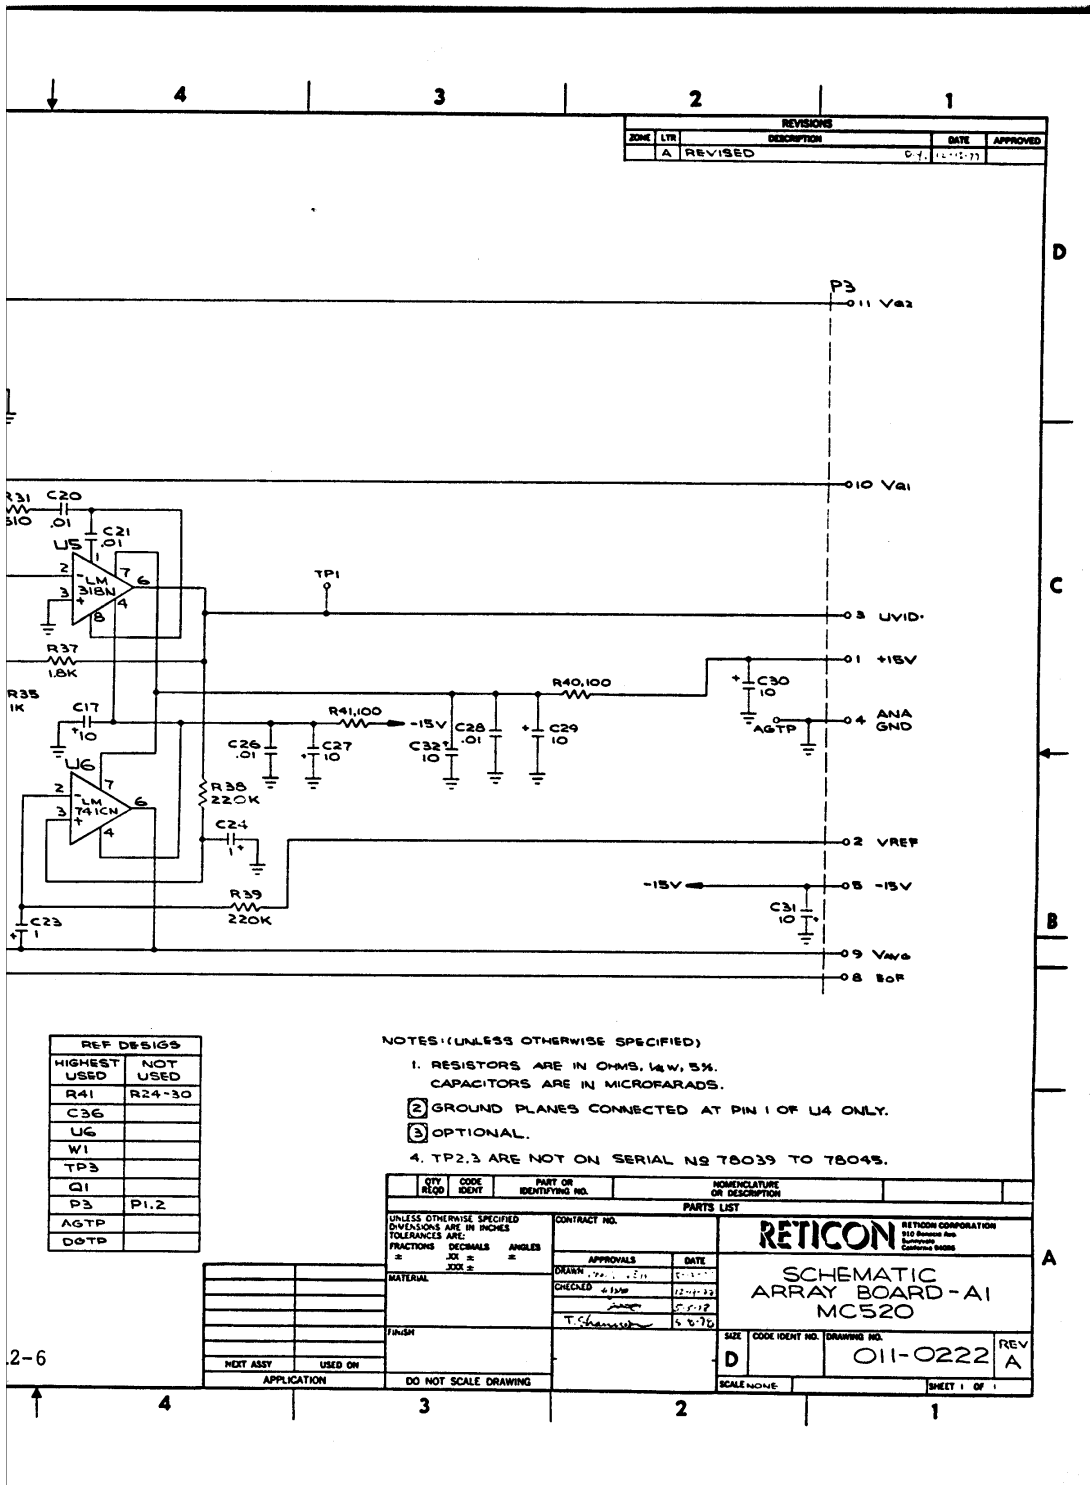 4 3 2 1
REVISIONS
ZONE LTR DESCRIPTION DATE APPROVED
A REVISED
D
P3
11 VQ2
10 VQ1
R31 C20
510 .01
C21
.01
U5
1
2 7 6
- LM
318N
3 + 4
8
TP1
C
3 UVID.
R37
1.8K
1 +15V
R35
1K
C17
+10
R41,100
-15V
R40,100
C30
10
C26
.01
C27
10
C32
10
C28
.01
C29
10
AGTP
4 ANA
GND
U6
7
2 - LM 6
741CN
3 +
4
R38
220K
C24
1+
2 VREF
-15V
5 -15V
R39
220K
C23
1
C31
10
B
9 VAVG
8 EOF
REF DESIGS
HIGHEST USED NOT USED
R41 R24-30
C36
U6
W1
TP3
Q1
P3 P1.2
AGTP
DGTP
NOTES:(UNLESS OTHERWISE SPECIFIED)
1. RESISTORS ARE IN OHMS, 1/4W, 5%.
CAPACITORS ARE IN MICROFARADS.
2 GROUND PLANES CONNECTED AT PIN 1 OF U4 ONLY.
3 OPTIONAL.
4. TP2,3 ARE NOT ON SERIAL Nº 78039 TO 78045.
QTY REQD CODE IDENT PART OR IDENTIFYING NO. NOMENCLATURE OR DESCRIPTION
PARTS LIST
UNLESS OTHERWISE SPECIFIED
DIMENSIONS ARE IN INCHES
TOLERANCES ARE:
FRACTIONS DECIMALS ANGLES
± .XX ± ±
.XXX ±
MATERIAL
FINISH
DO NOT SCALE DRAWING
CONTRACT NO.
APPROVALS DATE
DRAWN
CHECKED
T. Shannon
RETICON
RETICON CORPORATION
910 Benicia Ave.
Sunnyvale
California 94086
SCHEMATIC
ARRAY BOARD-A1
MC520
SIZE CODE IDENT NO. DRAWING NO.
D 011-0222 REV A
SCALE NONE SHEET 1 OF 1
A
NEXT ASSY USED ON
APPLICATION
.2-6
4 3 2 1